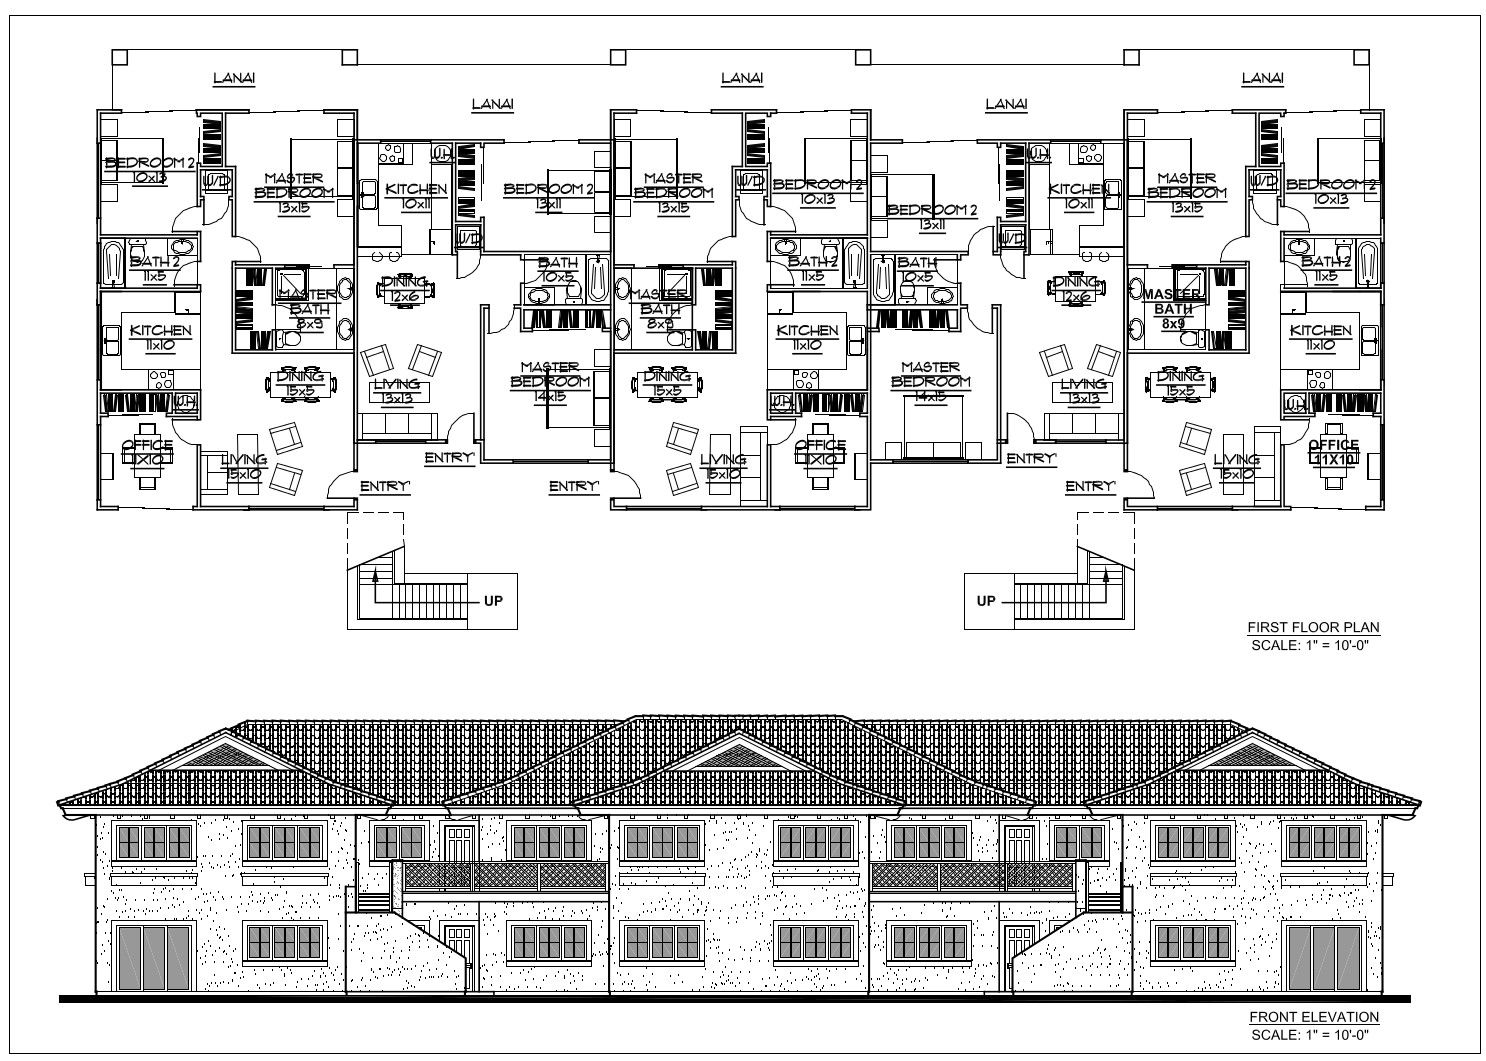 LANAI
LANAI
LANAI
LANAI
LANAI
BEDROOM 2
10x13
W/D
MASTER
BEDROOM
13x15
KITCHEN
10x11
W.H.
W/D
BEDROOM 2
13x11
MASTER
BEDROOM
13x15
W/D
BEDROOM 2
10x13
BEDROOM 2
13x11
W.H.
W/D
KITCHEN
10x11
MASTER
BEDROOM
13x15
W/D
BEDROOM 2
10x13
BATH 2
11x5
MASTER
BATH
8x9
DINING
12x6
BATH
10x5
MASTER
BATH
8x9
BATH 2
11x5
BATH
10x5
DINING
12x6
MASTER
BATH
8x9
BATH 2
11x5
KITCHEN
11x10
DINING
15x5
LIVING
13x13
MASTER
BEDROOM
14x15
DINING
15x5
KITCHEN
11x10
MASTER
BEDROOM
14x15
LIVING
13x13
DINING
15x5
KITCHEN
11x10
W.H.
W.H.
W.H.
OFFICE
11X10
LIVING
15x10
ENTRY
ENTRY
ENTRY
LIVING
15x10
OFFICE
11X10
ENTRY
ENTRY
LIVING
15x10
OFFICE
11X10
UP
UP
FIRST FLOOR PLAN
SCALE: 1" = 10'-0"
FRONT ELEVATION
SCALE: 1" = 10'-0"